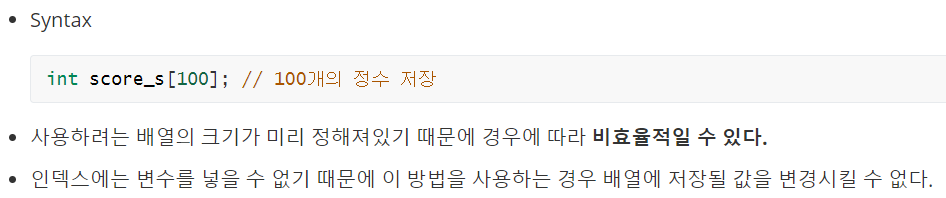 Syntax
int score_s[100]; // 100개의 정수 저장
사용하려는 배열의 크기가 미리 정해져있기 때문에 경우에 따라 비효율적일 수 있다.
인덱스에는 변수를 넣을 수 없기 때문에 이 방법을 사용하는 경우 배열에 저장될 값을 변경시킬 수 없다.